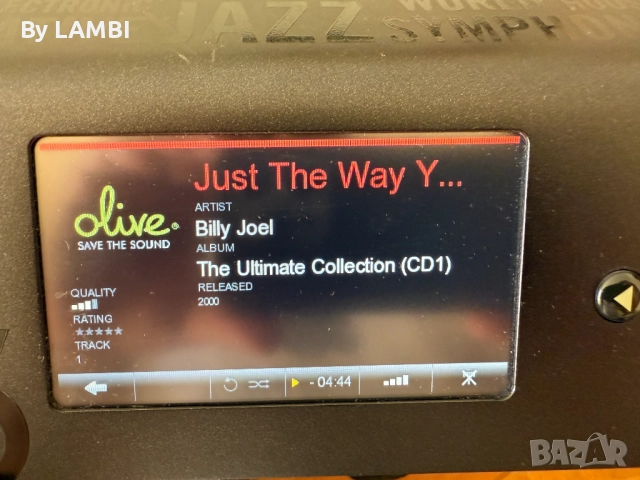 By LAMBI
JAZZ
SYMPH
Just The Way Y...
olive®
SAVE THE SOUND
ARTIST
Billy Joel
ALBUM
The Ultimate Collection (CD1)
RELEASED
2000
QUALITY
RATING
★★★★★
TRACK
1
- 04:44
BAZAR